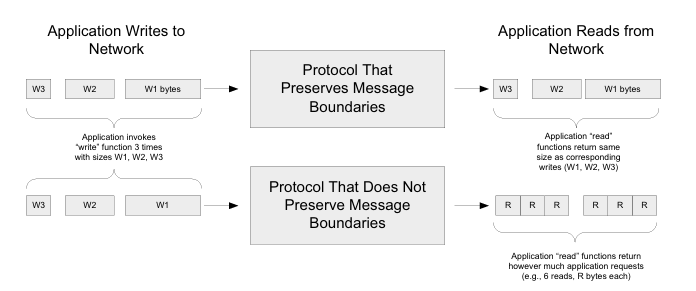 Application Writes to
Network
Application Reads from
Network
Protocol That
Preserves Message
Boundaries
W3
W2
W1 bytes
W3
W2
W1 bytes
Application invokes
"write" function 3 times
with sizes W1, W2, W3
Application "read"
functions return same
size as corresponding
writes (W1, W2, W3)
Protocol That Does Not
Preserve Message
Boundaries
W3
W2
W1
R
R
R
R
R
R
Application "read" functions return
however much application requests
(e.g., 6 reads, R bytes each)